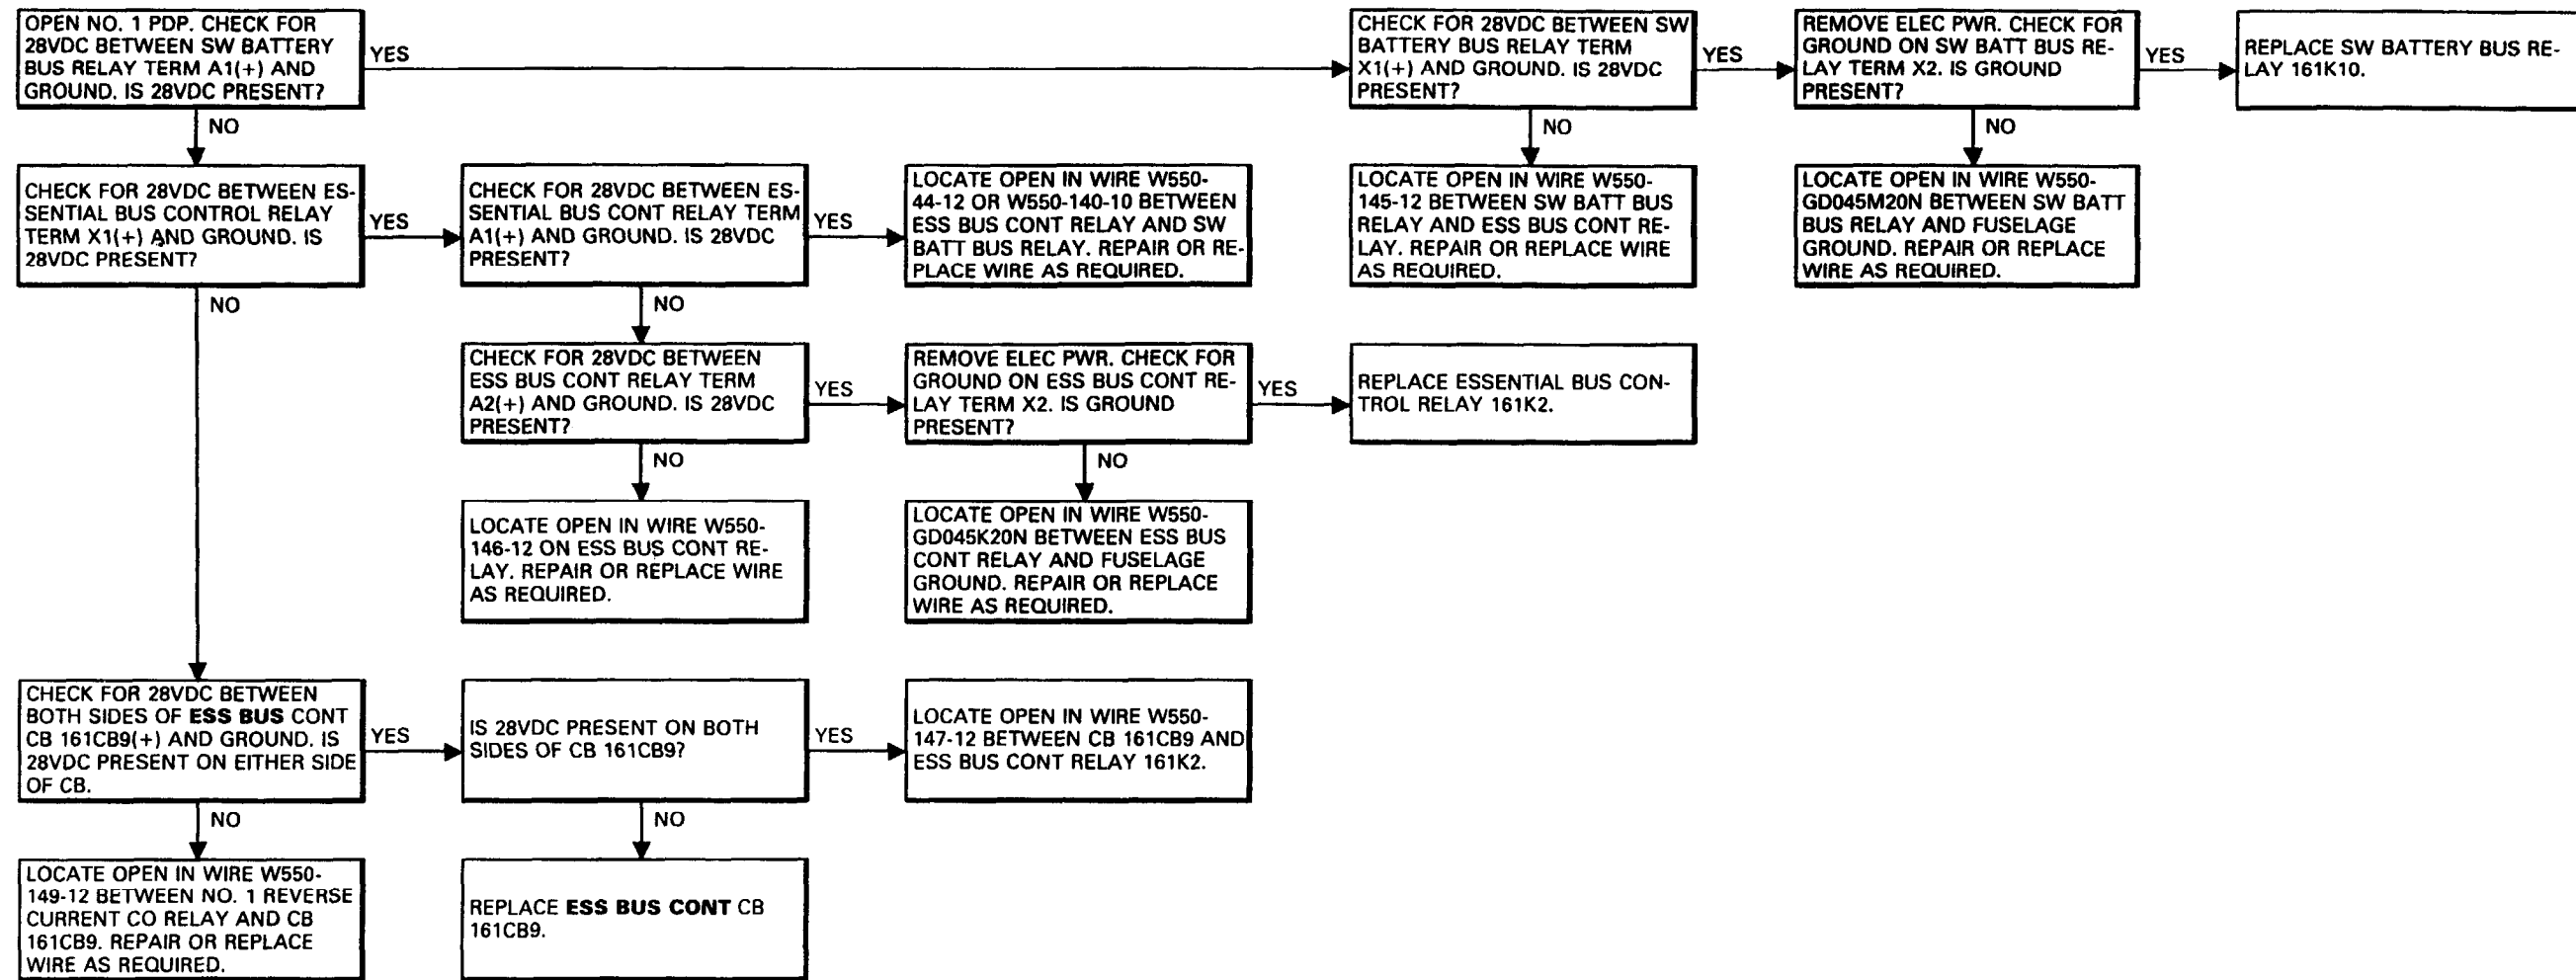 OPEN NO. 1 PDP. CHECK FOR
28VDC BETWEEN SW BATTERY
BUS RELAY TERM A1(+) AND
GROUND. IS 28VDC PRESENT?
YES
CHECK FOR 28VDC BETWEEN SW
BATTERY BUS RELAY TERM
X1(+) AND GROUND. IS 28VDC
PRESENT?
YES
REMOVE ELEC PWR. CHECK FOR
GROUND ON SW BATT BUS RE-
LAY TERM X2. IS GROUND
PRESENT?
YES
REPLACE SW BATTERY BUS RE-
LAY 161K10.
NO
NO
NO
CHECK FOR 28VDC BETWEEN ES-
SENTIAL BUS CONTROL RELAY
TERM X1(+) AND GROUND. IS
28VDC PRESENT?
YES
CHECK FOR 28VDC BETWEEN ES-
SENTIAL BUS CONT RELAY TERM
A1(+) AND GROUND. IS 28VDC
PRESENT?
YES
LOCATE OPEN IN WIRE W550-
44-12 OR W550-140-10 BETWEEN
ESS BUS CONT RELAY AND SW
BATT BUS RELAY. REPAIR OR RE-
PLACE WIRE AS REQUIRED.
LOCATE OPEN IN WIRE W550-
145-12 BETWEEN SW BATT BUS
RELAY AND ESS BUS CONT RE-
LAY. REPAIR OR REPLACE WIRE
AS REQUIRED.
LOCATE OPEN IN WIRE W550-
GD045M20N BETWEEN SW BATT
BUS RELAY AND FUSELAGE
GROUND. REPAIR OR REPLACE
WIRE AS REQUIRED.
NO
NO
CHECK FOR 28VDC BETWEEN
ESS BUS CONT RELAY TERM
A2(+) AND GROUND. IS 28VDC
PRESENT?
YES
REMOVE ELEC PWR. CHECK FOR
GROUND ON ESS BUS CONT RE-
LAY TERM X2. IS GROUND
PRESENT?
YES
REPLACE ESSENTIAL BUS CON-
TROL RELAY 161K2.
NO
NO
LOCATE OPEN IN WIRE W550-
146-12 ON ESS BUS CONT RE-
LAY. REPAIR OR REPLACE WIRE
AS REQUIRED.
LOCATE OPEN IN WIRE W550-
GD045K20N BETWEEN ESS BUS
CONT RELAY AND FUSELAGE
GROUND. REPAIR OR REPLACE
WIRE AS REQUIRED.
CHECK FOR 28VDC BETWEEN
BOTH SIDES OF ESS BUS CONT
CB 161CB9(+) AND GROUND. IS
28VDC PRESENT ON EITHER SIDE
OF CB.
YES
IS 28VDC PRESENT ON BOTH
SIDES OF CB 161CB9?
YES
LOCATE OPEN IN WIRE W550-
147-12 BETWEEN CB 161CB9 AND
ESS BUS CONT RELAY 161K2.
NO
NO
LOCATE OPEN IN WIRE W550-
149-12 BETWEEN NO. 1 REVERSE
CURRENT CO RELAY AND CB
161CB9. REPAIR OR REPLACE
WIRE AS REQUIRED.
REPLACE ESS BUS CONT CB
161CB9.